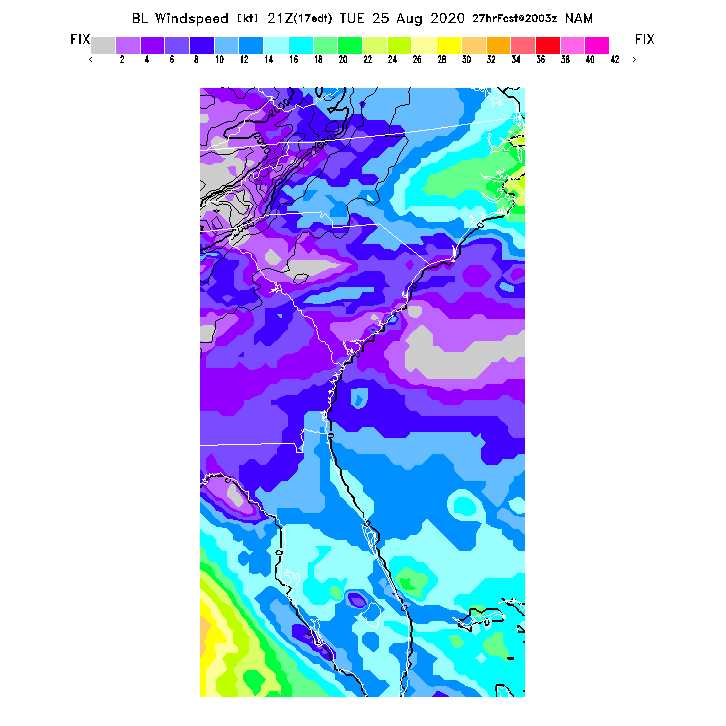 BL Windspeed [kt] 21Z(17edt) TUE 25 Aug 2020 27hrFcst@2003z NAM
FIX FIX
< 2 4 6 8 10 12 14 16 18 20 22 24 26 28 30 32 34 36 38 40 42 >
2000